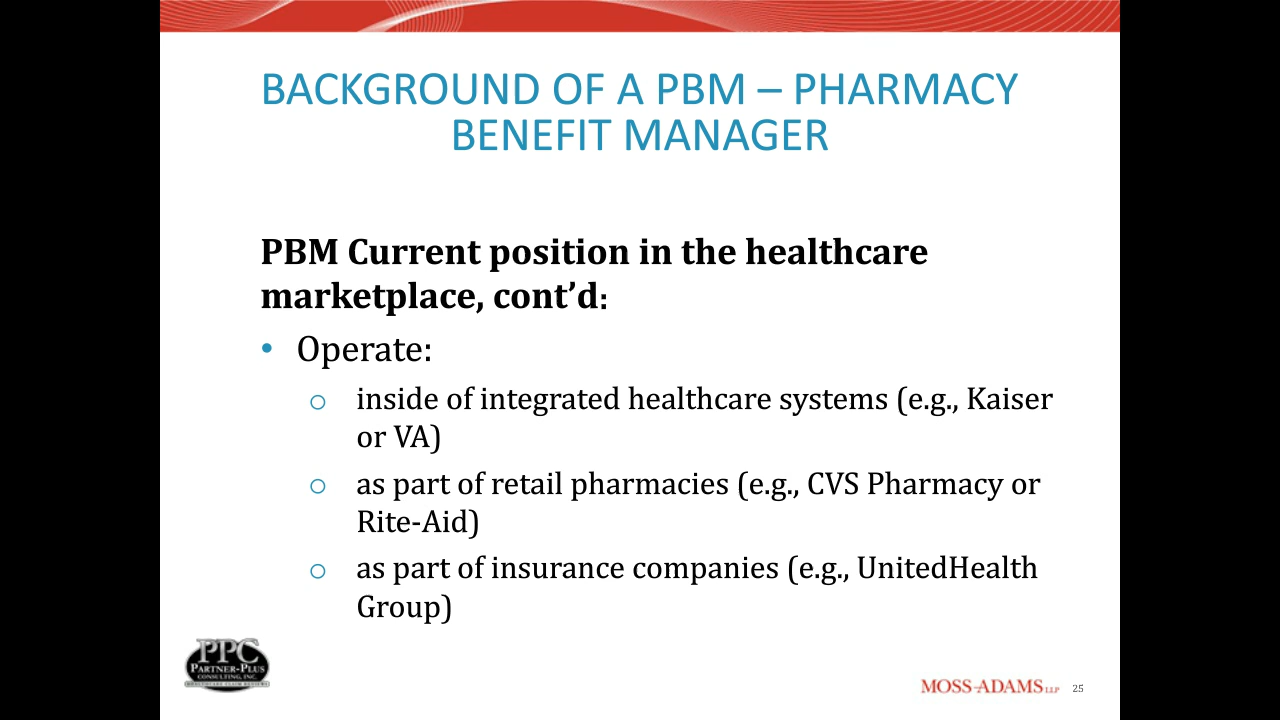 BACKGROUND OF A PBM – PHARMACY
BENEFIT MANAGER
PBM Current position in the healthcare
marketplace, cont’d:
• Operate:
o inside of integrated healthcare systems (e.g., Kaiser
or VA)
o as part of retail pharmacies (e.g., CVS Pharmacy or
Rite-Aid)
o as part of insurance companies (e.g., UnitedHealth
Group)
PPC
PARTNER-PLUS
CONSULTING, INC.
MOSS-ADAMS LLP 25